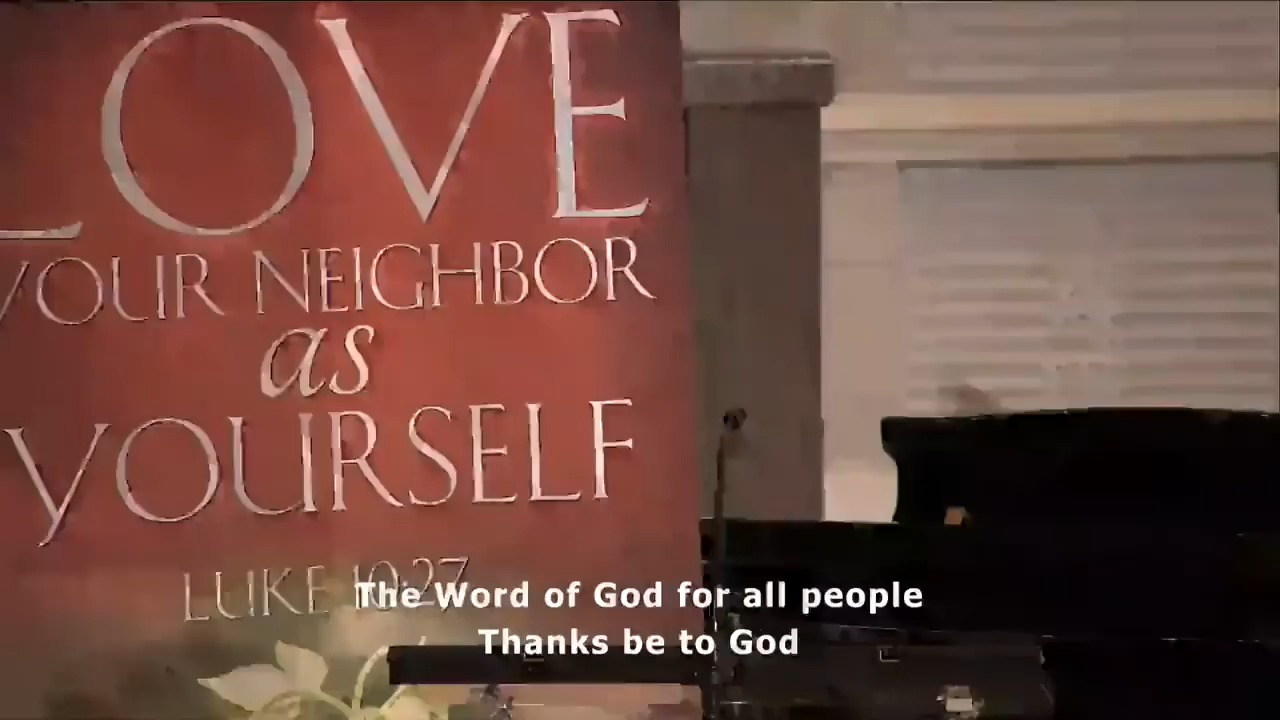 LOVE
YOUR NEIGHBOR
as
YOURSELF
LUKE 10:27
The Word of God for all people
Thanks be to God